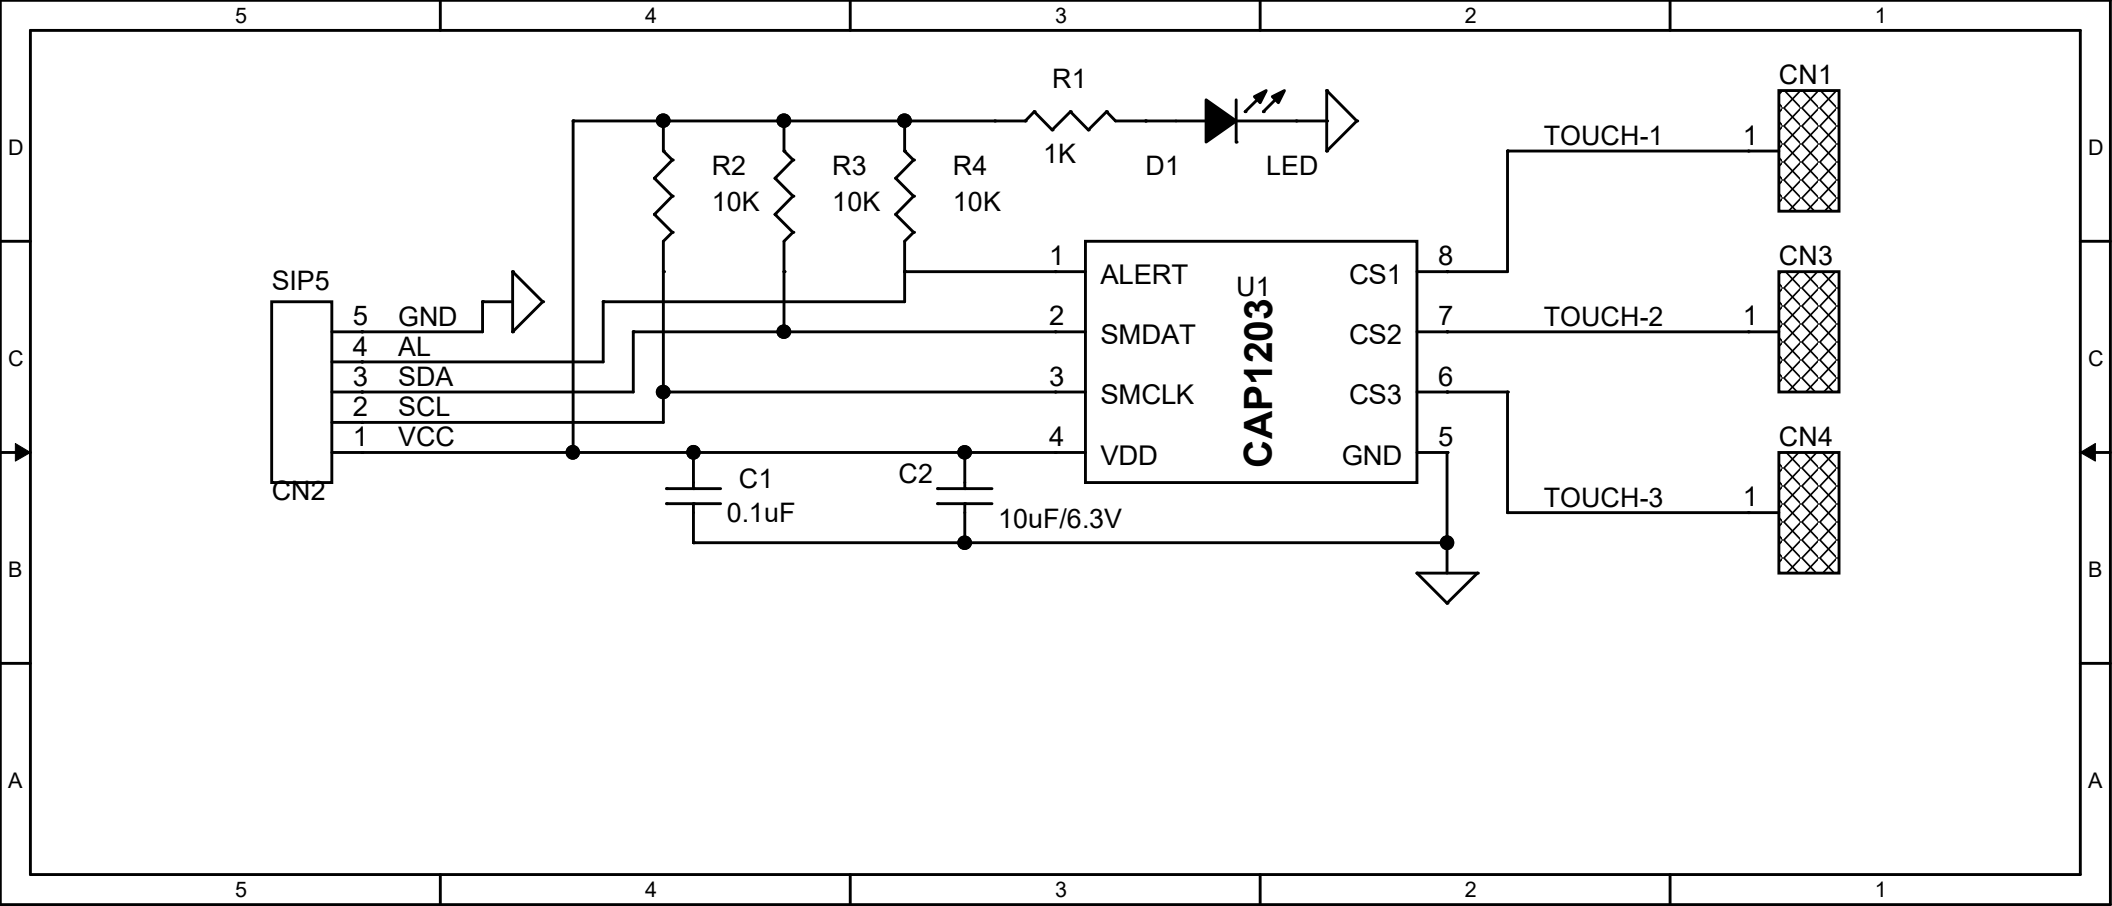 5 4 3 2 1
D
D
C
C
B
B
A
A
R1
1K
D1
LED
R2
10K
R3
10K
R4
10K
SIP5
5 GND
4 AL
3 SDA
2 SCL
1 VCC
CN2
C1
0.1uF
C2
10uF/6.3V
1 ALERT
2 SMDAT
3 SMCLK
4 VDD
U1
CAP1203
CS1 8
CS2 7
CS3 6
GND 5
TOUCH-1 1
CN1
TOUCH-2 1
CN3
TOUCH-3 1
CN4
5 4 3 2 1